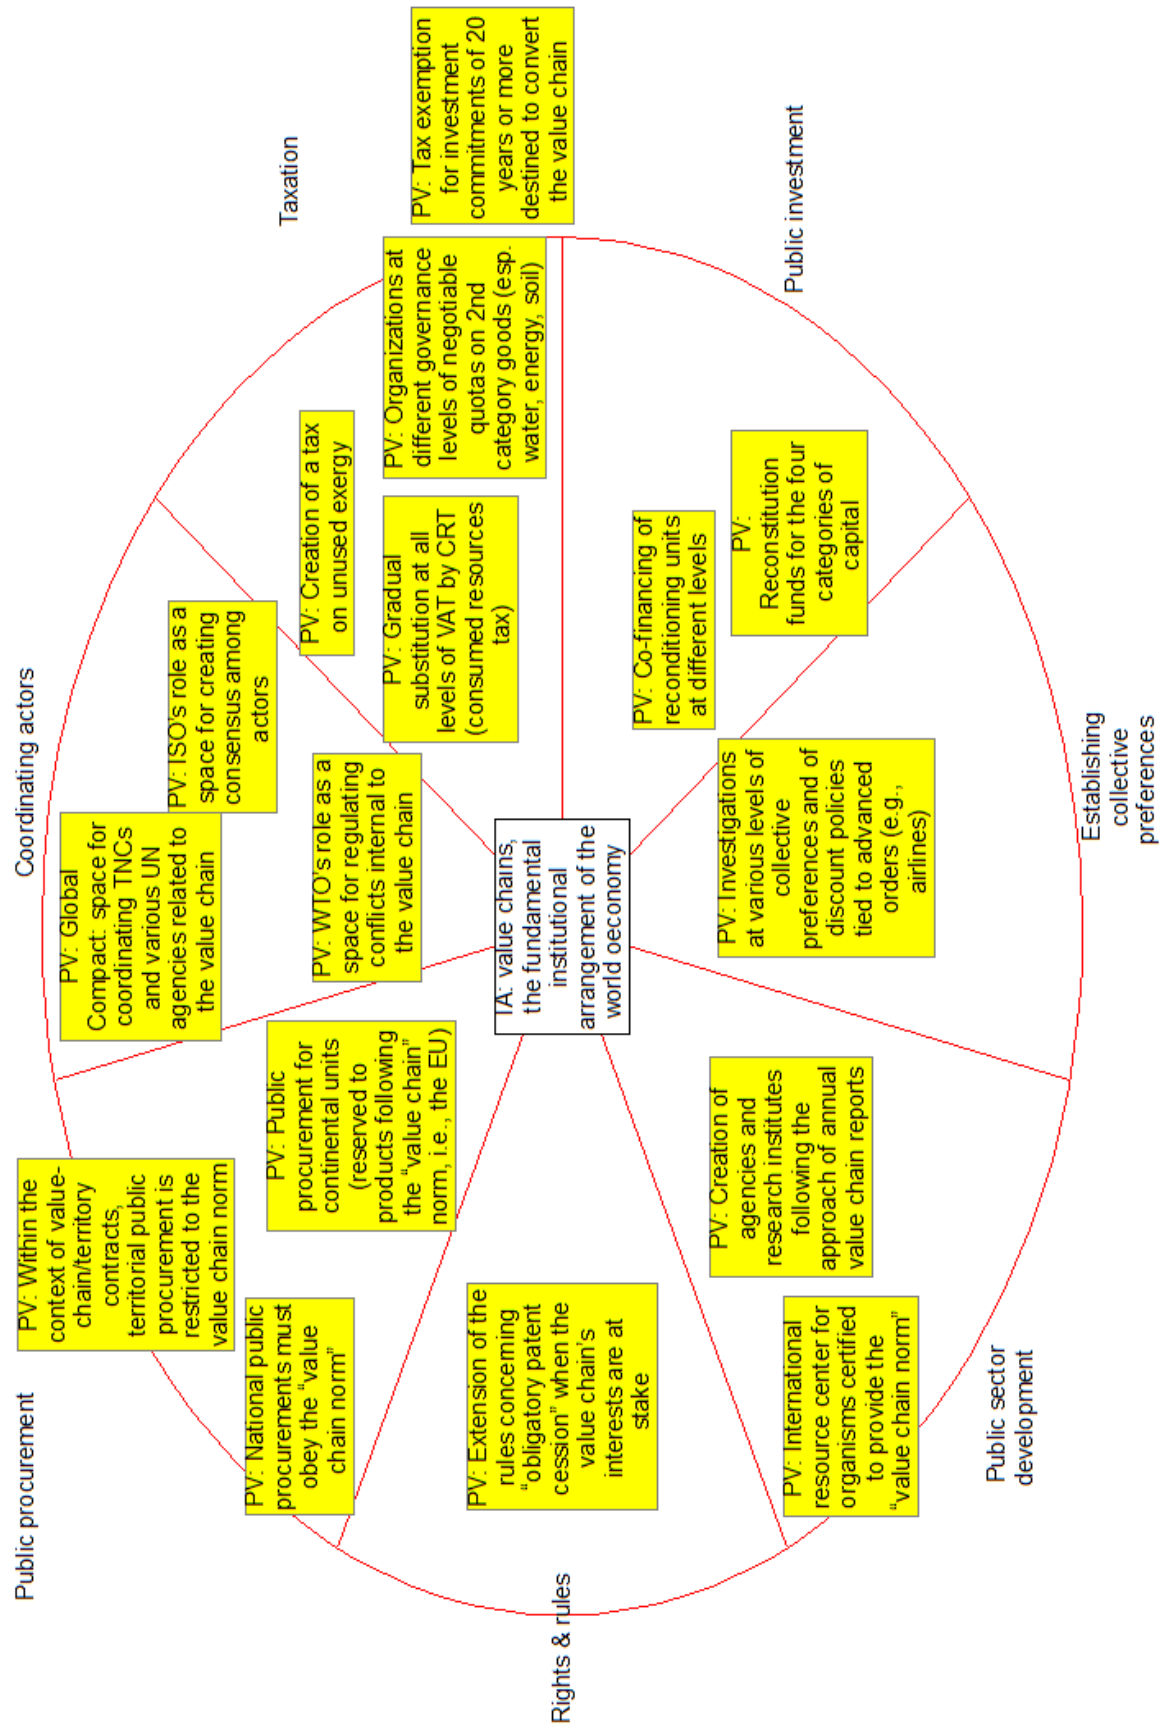 Public procurement
Coordinating actors
Taxation
PV: Within the
context of value-
chain/territory
contracts,
territorial public
procurement is
restricted to the
value chain norm
PV: Global
Compact: space for
coordinating TNCs
and various UN
agencies related to
the value chain
PV: ISO's role as a
space for creating
consensus among
actors
PV: National public
procurements must
obey the “value
chain norm”
PV: Public
procurement for
continental units
(reserved to
products following
the “value chain”
norm, i.e., the EU)
PV: WTO's role as a
space for regulating
conflicts internal to
the value chain
PV: Creation of a tax
on unused exergy
PV: Gradual
substitution at all
levels of VAT by CRT
(consumed resources
tax)
PV: Organizations at
different governance
levels of negotiable
quotas on 2nd
category goods (esp.
water, energy, soil)
PV: Tax exemption
for investment
commitments of 20
years or more
destined to convert
the value chain
Rights & rules
PV: Extension of the
rules concerning
“obligatory patent
cession” when the
value chain's
interests are at
stake
IA: value chains,
the fundamental
institutional
arrangement of the
world oeconomy
PV: Co-financing of
reconditioning units
at different levels
PV:
Reconstitution
funds for the four
categories of
capital
Public investment
PV: International
resource center for
organisms certified
to provide the
“value chain norm”
PV: Creation of
agencies and
research institutes
following the
approach of annual
value chain reports
PV: Investigations
at various levels of
collective
preferences and of
discount policies
tied to advanced
orders (e.g.,
airlines)
Public sector
development
Establishing
collective
preferences